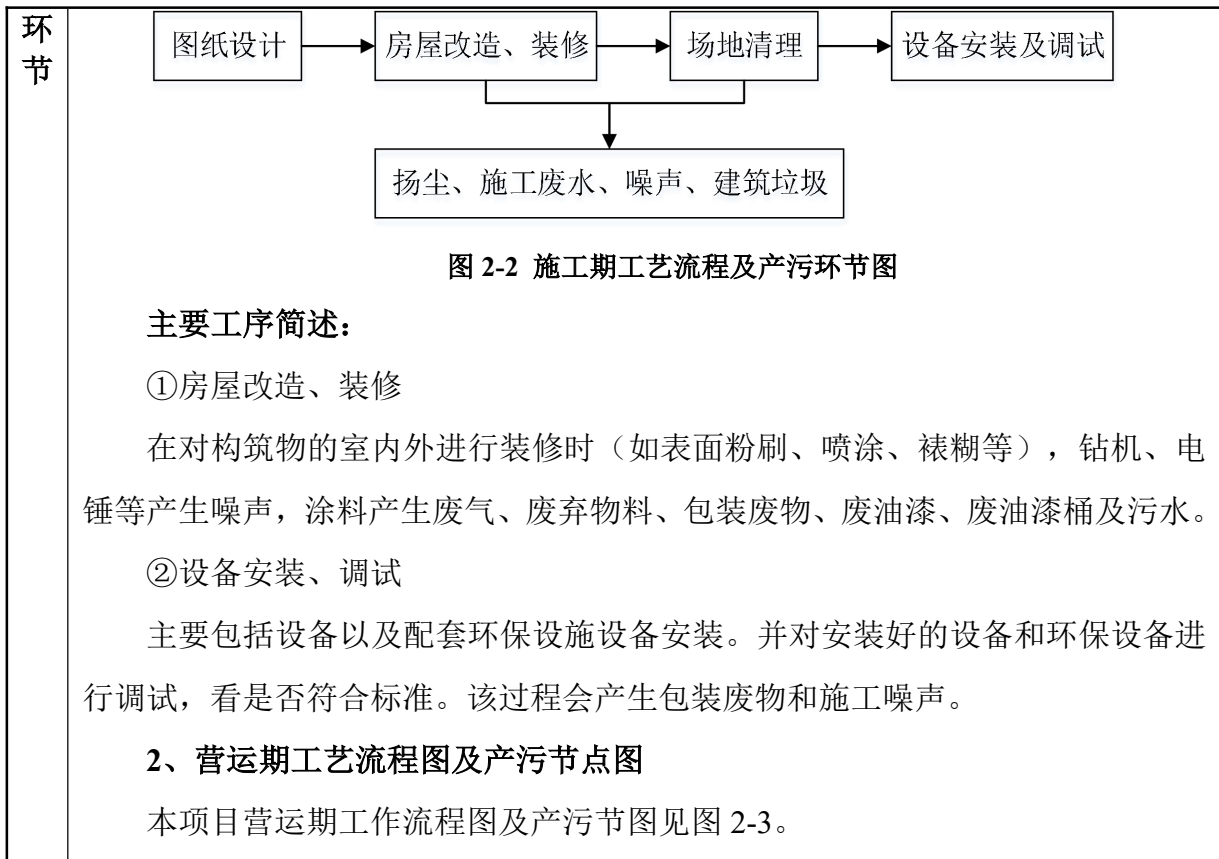 环
节
图纸设计
房屋改造、装修
场地清理
设备安装及调试
扬尘、施工废水、噪声、建筑垃圾
图 2-2 施工期工艺流程及产污环节图
主要工序简述：
①房屋改造、装修
在对构筑物的室内外进行装修时（如表面粉刷、喷涂、裱糊等），钻机、电
锤等产生噪声，涂料产生废气、废弃物料、包装废物、废油漆、废油漆桶及污水。
②设备安装、调试
主要包括设备以及配套环保设施设备安装。并对安装好的设备和环保设备进
行调试，看是否符合标准。该过程会产生包装废物和施工噪声。
2、营运期工艺流程图及产污节点图
本项目营运期工作流程图及产污节图见图 2-3。